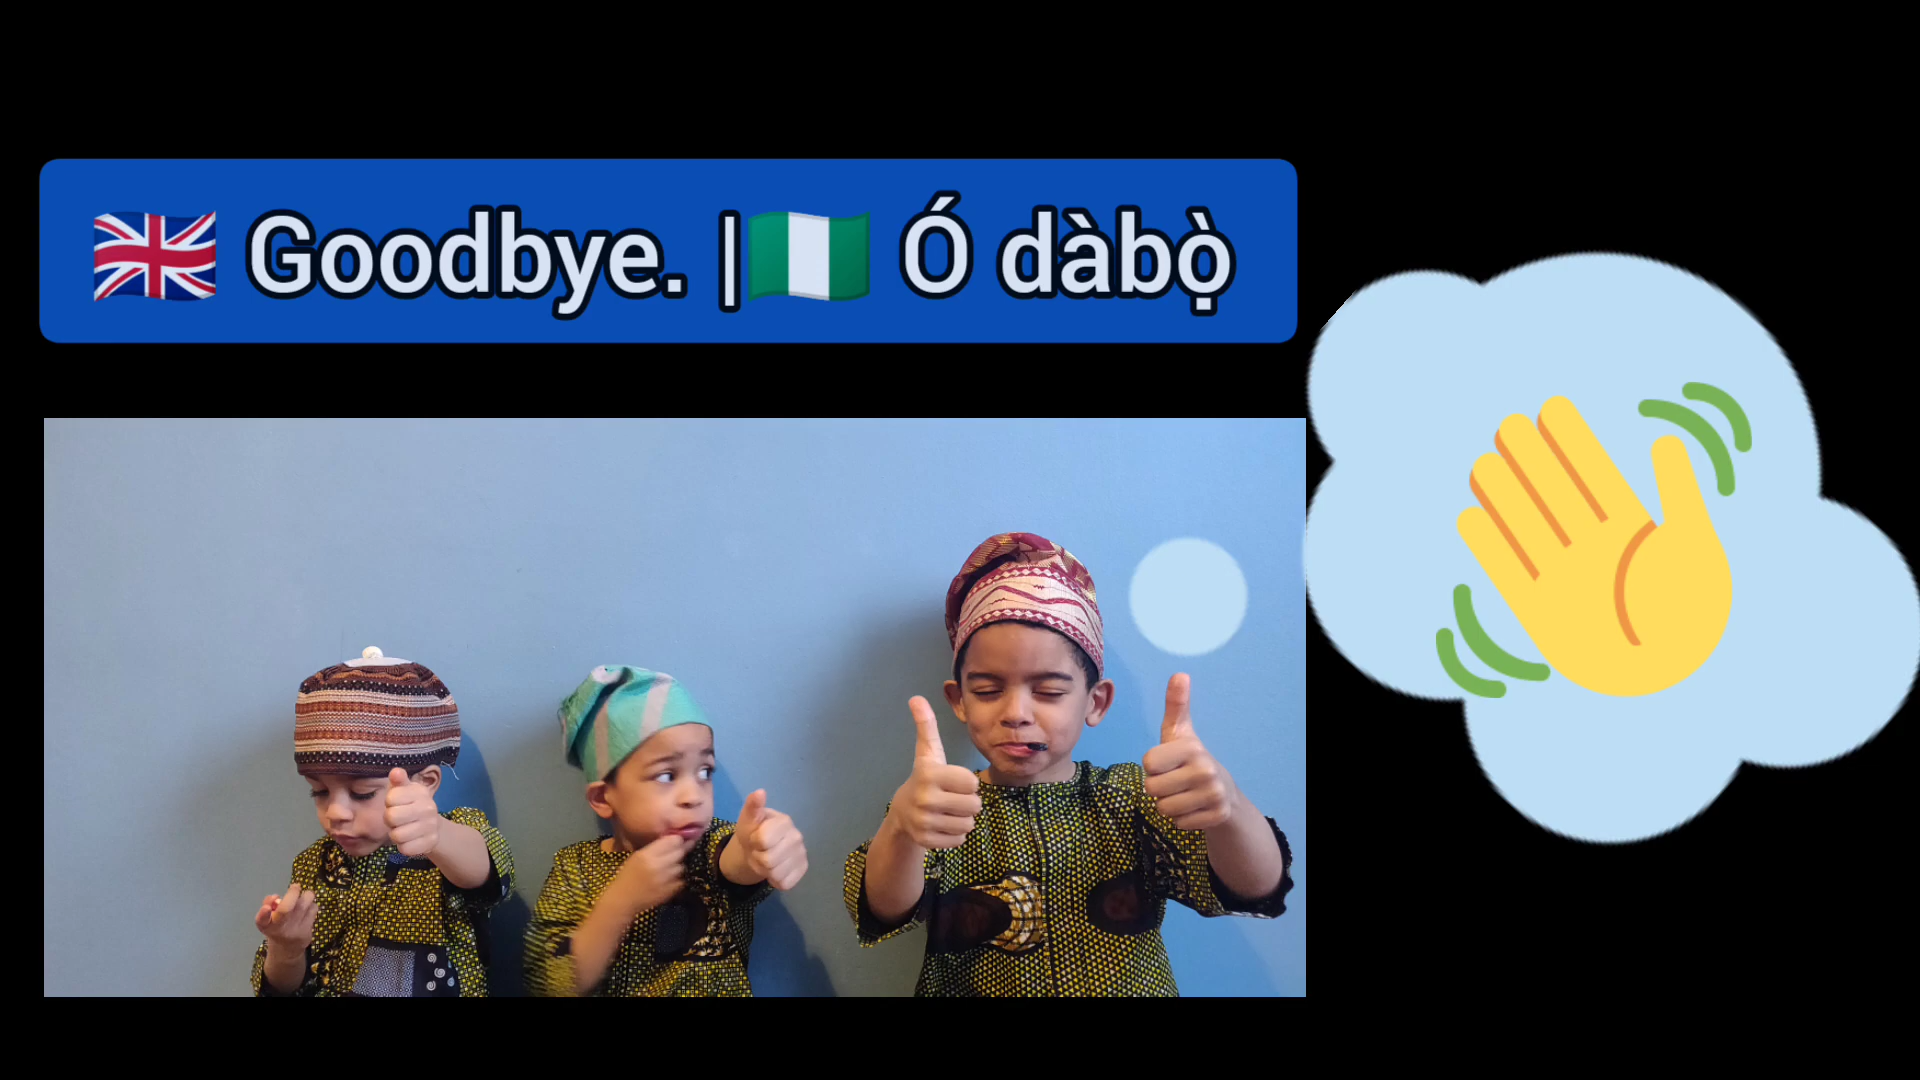 🇬🇧 Goodbye. |🇳🇬 Ó dàbọ̀